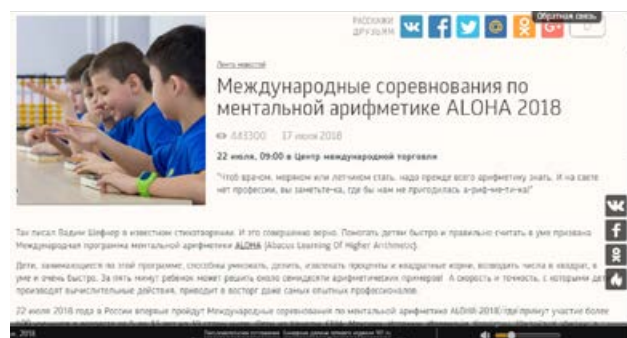 РАССКАЖИ
ДРУЗЬЯМ
Обратная связь
Лента новостей
Международные соревнования по
ментальной арифметике ALOHA 2018
443300 17 июля 2018
22 июля, 09:00 в Центр международной торговли
"Чтоб врачом, моряком или летчиком стать, надо прежде всего арифметику знать. И на свете
нет профессии, вы заметьте-ка, где бы нам не пригодилась а-риф-ме-ти-ка!"
Так писал Вадим Шефнер в известном стихотворении. И это совершенно верно. Помогать детям быстро и правильно считать в уме призвана
Международная программа ментальной арифметике ALOHA (Abacus Learning Of Higher Arithmetic).
Дети, занимающиеся по этой программе, способны умножать, делить, извлекать проценты и квадратные корни, возводить числа в квадрат, в
уме и очень быстро. За пять минут ребенок может решить около семидесяти арифметических примеров! А скорость и точность, с которыми дети
производят вычислительные действия, приводит в восторг даже самых опытных профессионалов.
22 июля 2018 года в России впервые пройдут Международные соревнования по ментальной арифметике ALOHA 2018, где примут участие более
2018